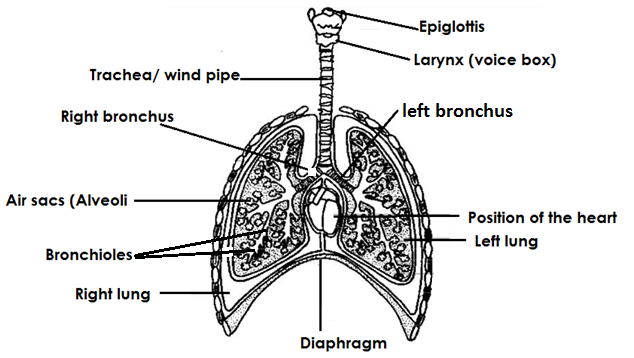 Epiglottis
Larynx (voice box)
Trachea/ wind pipe
Right bronchus
left bronchus
Air sacs (Alveoli
Position of the heart
Left lung
Bronchioles
Right lung
Diaphragm